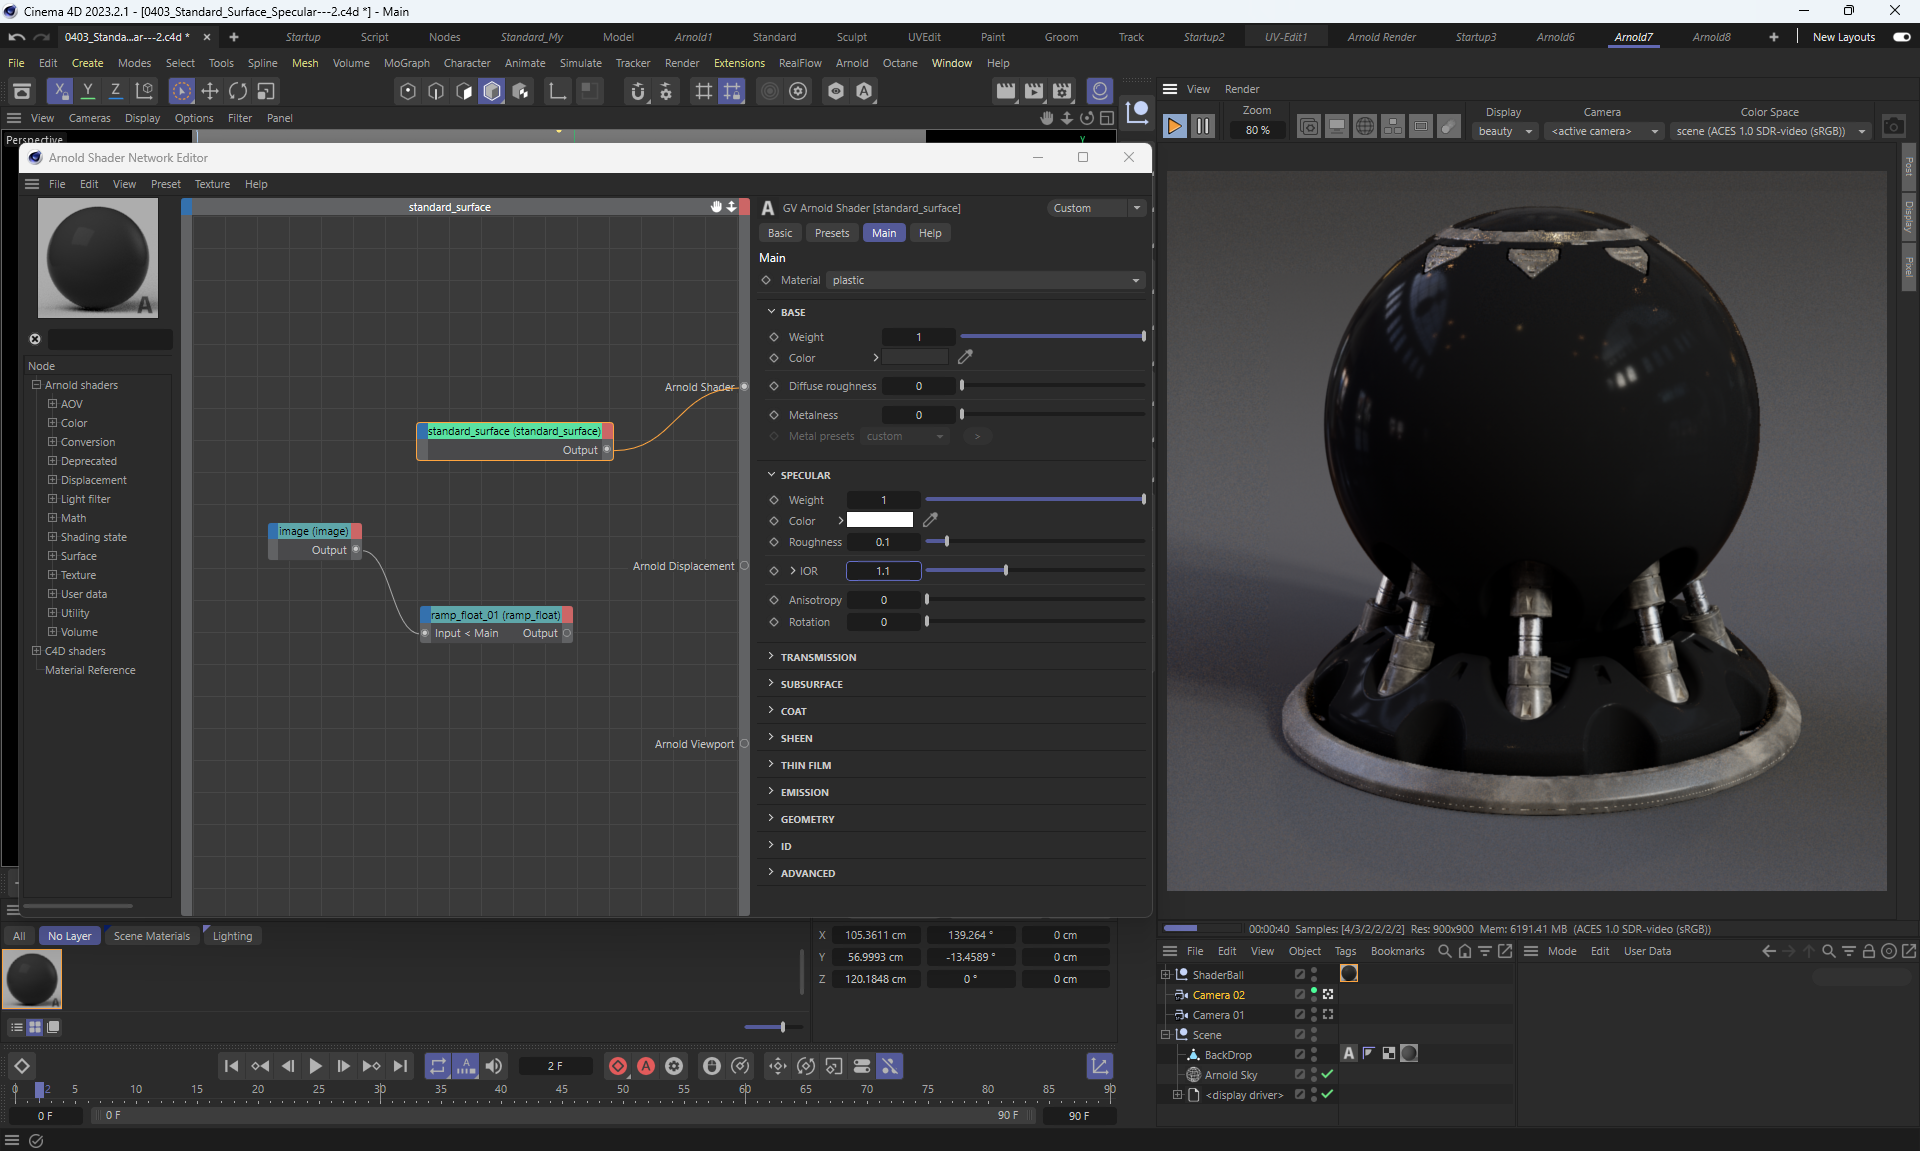 Cinema 4D 2023.2.1 - [0403_Standard_Surface_Specular---2.c4d *] - Main
0403_Standa...ar---2.c4d * × + Startup Script Nodes Standard_My Model Arnold1 Standard Sculpt UVEdit Paint Groom Track Startup2 UV-Edit1 Arnold Render Startup3 Arnold6 Arnold7 Arnold8 + New Layouts
File Edit Create Modes Select Tools Spline Mesh Volume MoGraph Character Animate Simulate Tracker Render Extensions RealFlow Arnold Octane Window Help
X Y Z
View Cameras Display Options Filter Panel
Perspective
Y
Arnold Shader Network Editor
File Edit View Preset Texture Help
A
Node
Arnold shaders
AOV
Color
Conversion
Deprecated
Displacement
Light filter
Math
Shading state
Surface
Texture
User data
Utility
Volume
C4D shaders
Material Reference
standard_surface
Arnold Shader
standard_surface (standard_surface)
Output
image (image)
Output
Arnold Displacement
ramp_float_01 (ramp_float)
Input < Main Output
Arnold Viewport
A GV Arnold Shader [standard_surface] Custom
Basic Presets Main Help
Main
Material plastic
BASE
Weight 1
Color
Diffuse roughness 0
Metalness 0
Metal presets custom >
SPECULAR
Weight 1
Color
Roughness 0.1
IOR 1.1
Anisotropy 0
Rotation 0
TRANSMISSION
SUBSURFACE
COAT
SHEEN
THIN FILM
EMISSION
GEOMETRY
ID
ADVANCED
View Render
Zoom Display Camera Color Space
80 % beauty <active camera> scene (ACES 1.0 SDR-video (sRGB))
Post
Display
Pixel
00:00:40 Samples: [4/3/2/2/2/2] Res: 900x900 Mem: 6191.41 MB (ACES 1.0 SDR-video (sRGB))
All No Layer Scene Materials Lighting
X 105.3611 cm 139.264 ° 0 cm
Y 56.9993 cm -13.4589 ° 0 cm
Z 120.1848 cm 0 ° 0 cm
File Edit View Object Tags Bookmarks
Mode Edit User Data
ShaderBall
Camera 02
Camera 01
Scene
BackDrop A
Arnold Sky
<display driver>
2 F
0 2 5 10 15 20 25 30 35 40 45 50 55 60 65 70 75 80 85 90
0 F 0 F 90 F 90 F